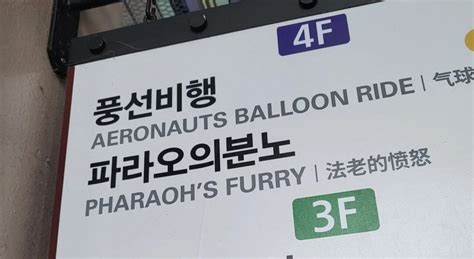 4F
풍선비행
AERONAUTS BALLOON RIDE | 气球
파라오의분노
PHARAOH'S FURRY | 法老的愤怒
3F